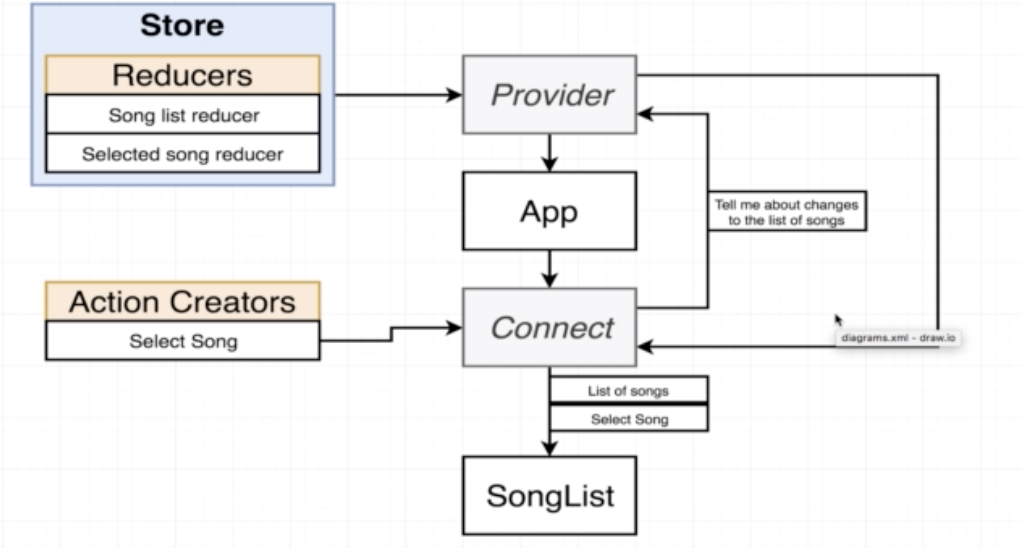 Store
Reducers
Song list reducer
Selected song reducer
Provider
App
Tell me about changes
to the list of songs
Action Creators
Select Song
Connect
diagrams.xml - draw.io
List of songs
Select Song
SongList